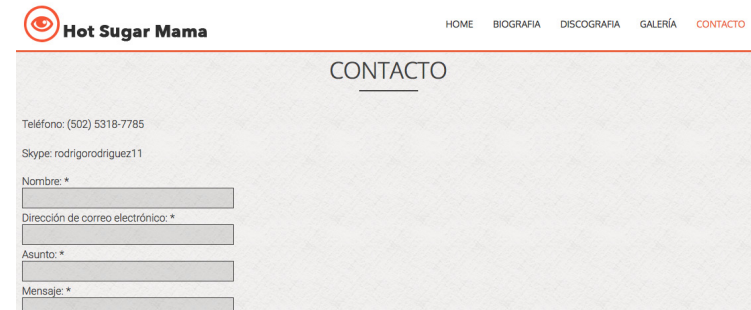 Hot Sugar Mama
HOME BIOGRAFIA DISCOGRAFIA GALERÍA CONTACTO
CONTACTO
Teléfono: (502) 5318-7785
Skype: rodrigorodriguez11
Nombre: *
Dirección de correo electrónico: *
Asunto: *
Mensaje: *